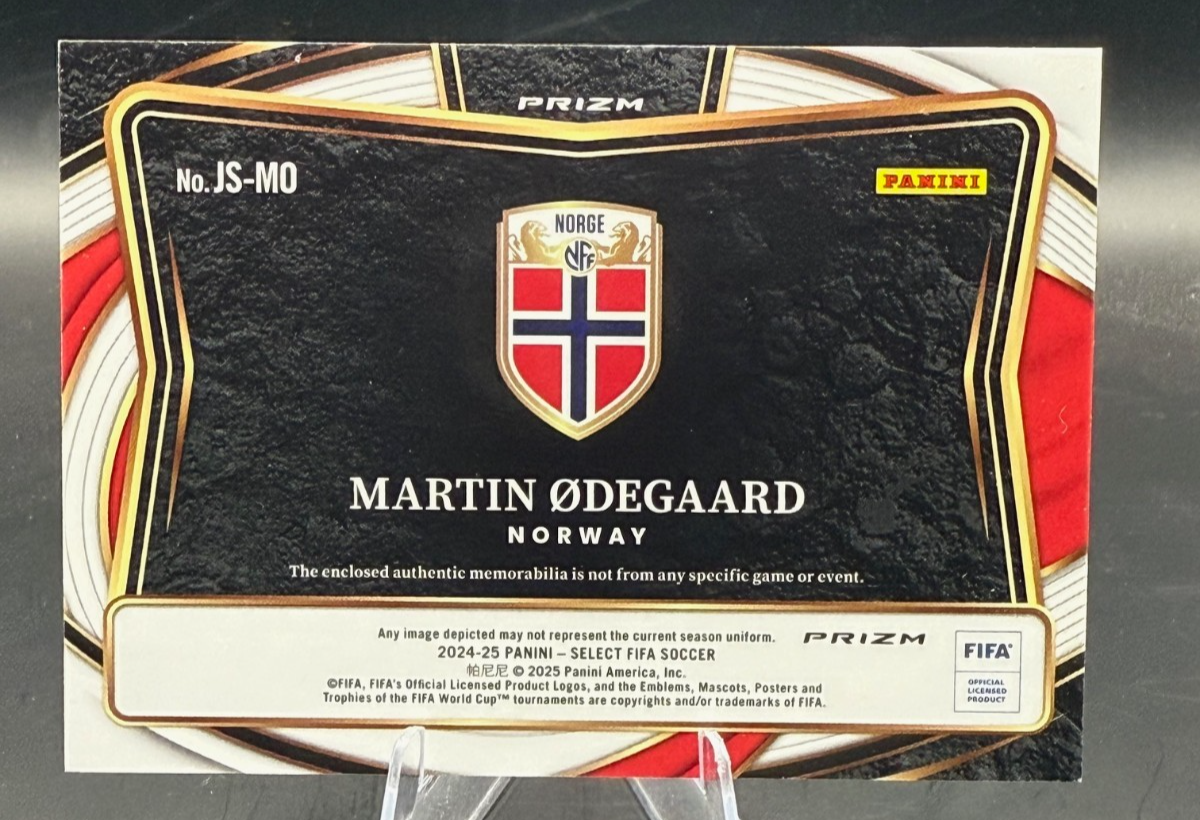 PRIZM
No. JS-MO
PANINI
NORGE
NFF
MARTIN ØDEGAARD
NORWAY
The enclosed authentic memorabilia is not from any specific game or event.
Any image depicted may not represent the current season uniform.
PRIZM
2024-25 PANINI – SELECT FIFA SOCCER
帕尼尼 © 2025 Panini America, Inc.
©FIFA, FIFA's Official Licensed Product Logos, and the Emblems, Mascots, Posters and
Trophies of the FIFA World Cup™ tournaments are copyrights and/or trademarks of FIFA.
FIFA®
OFFICIAL
LICENSED
PRODUCT